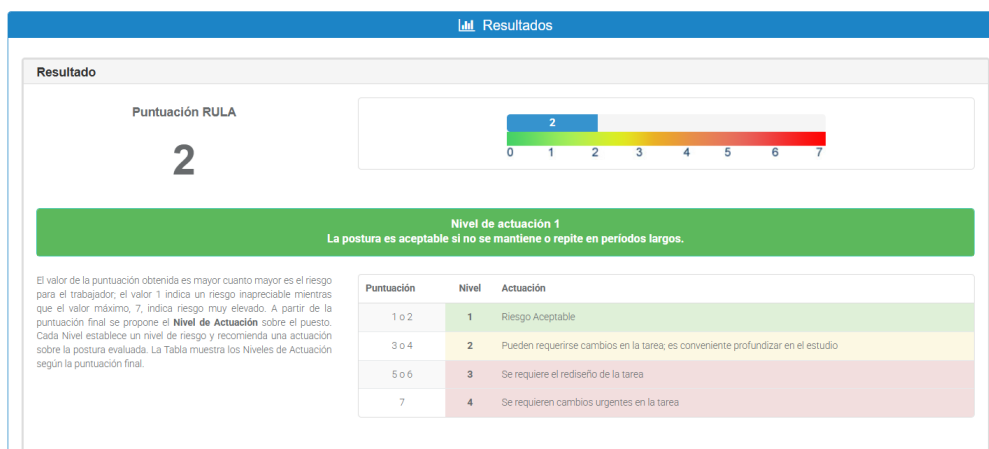 Resultados
Resultado
Puntuación RULA
2
2
0 1 2 3 4 5 6 7
Nivel de actuación 1
La postura es aceptable si no se mantiene o repite en períodos largos.
El valor de la puntuación obtenida es mayor cuanto mayor es el riesgo
para el trabajador; el valor 1 indica un riesgo inapreciable mientras
que el valor máximo, 7, indica riesgo muy elevado. A partir de la
puntuación final se propone el Nivel de Actuación sobre el puesto.
Cada Nivel establece un nivel de riesgo y recomienda una actuación
sobre la postura evaluada. La Tabla muestra los Niveles de Actuación
según la puntuación final.
Puntuación Nivel Actuación
1 o 2 1 Riesgo Aceptable
3 o 4 2 Pueden requerirse cambios en la tarea; es conveniente profundizar en el estudio
5 o 6 3 Se requiere el rediseño de la tarea
7 4 Se requieren cambios urgentes en la tarea